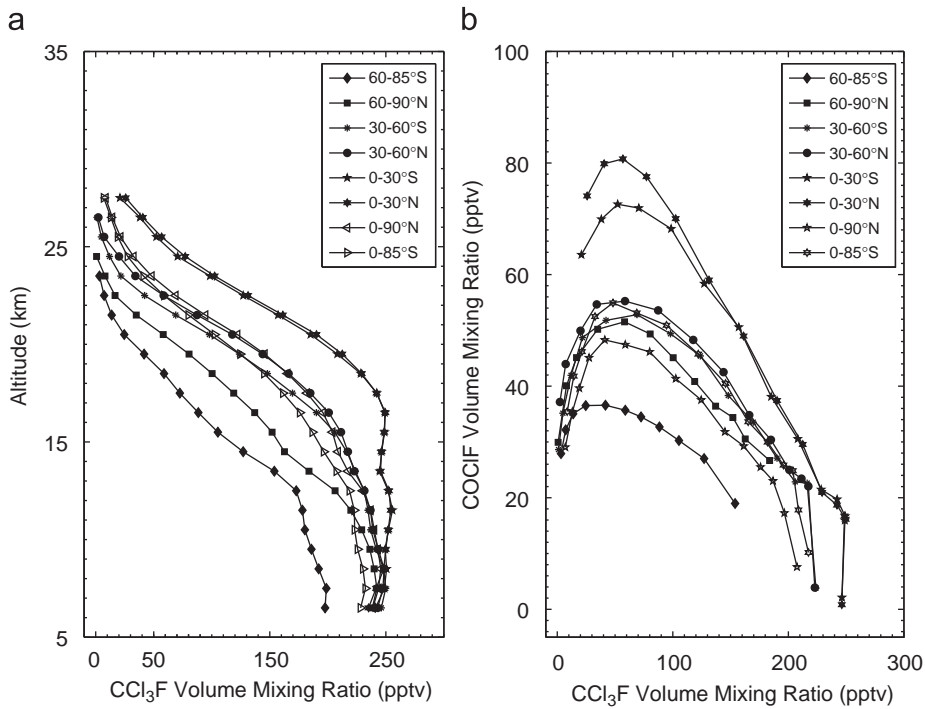 a
35
25
15
5
Altitude (km)
0 50 150 250
CCl₃F Volume Mixing Ratio (pptv)
60-85°S
60-90°N
30-60°S
30-60°N
0-30°S
0-30°N
0-90°N
0-85°S
b
100
80
60
40
20
0
COClF Volume Mixing Ratio (pptv)
0 100 200 300
CCl₃F Volume Mixing Ratio (pptv)
60-85°S
60-90°N
30-60°S
30-60°N
0-30°S
0-30°N
0-90°N
0-85°S